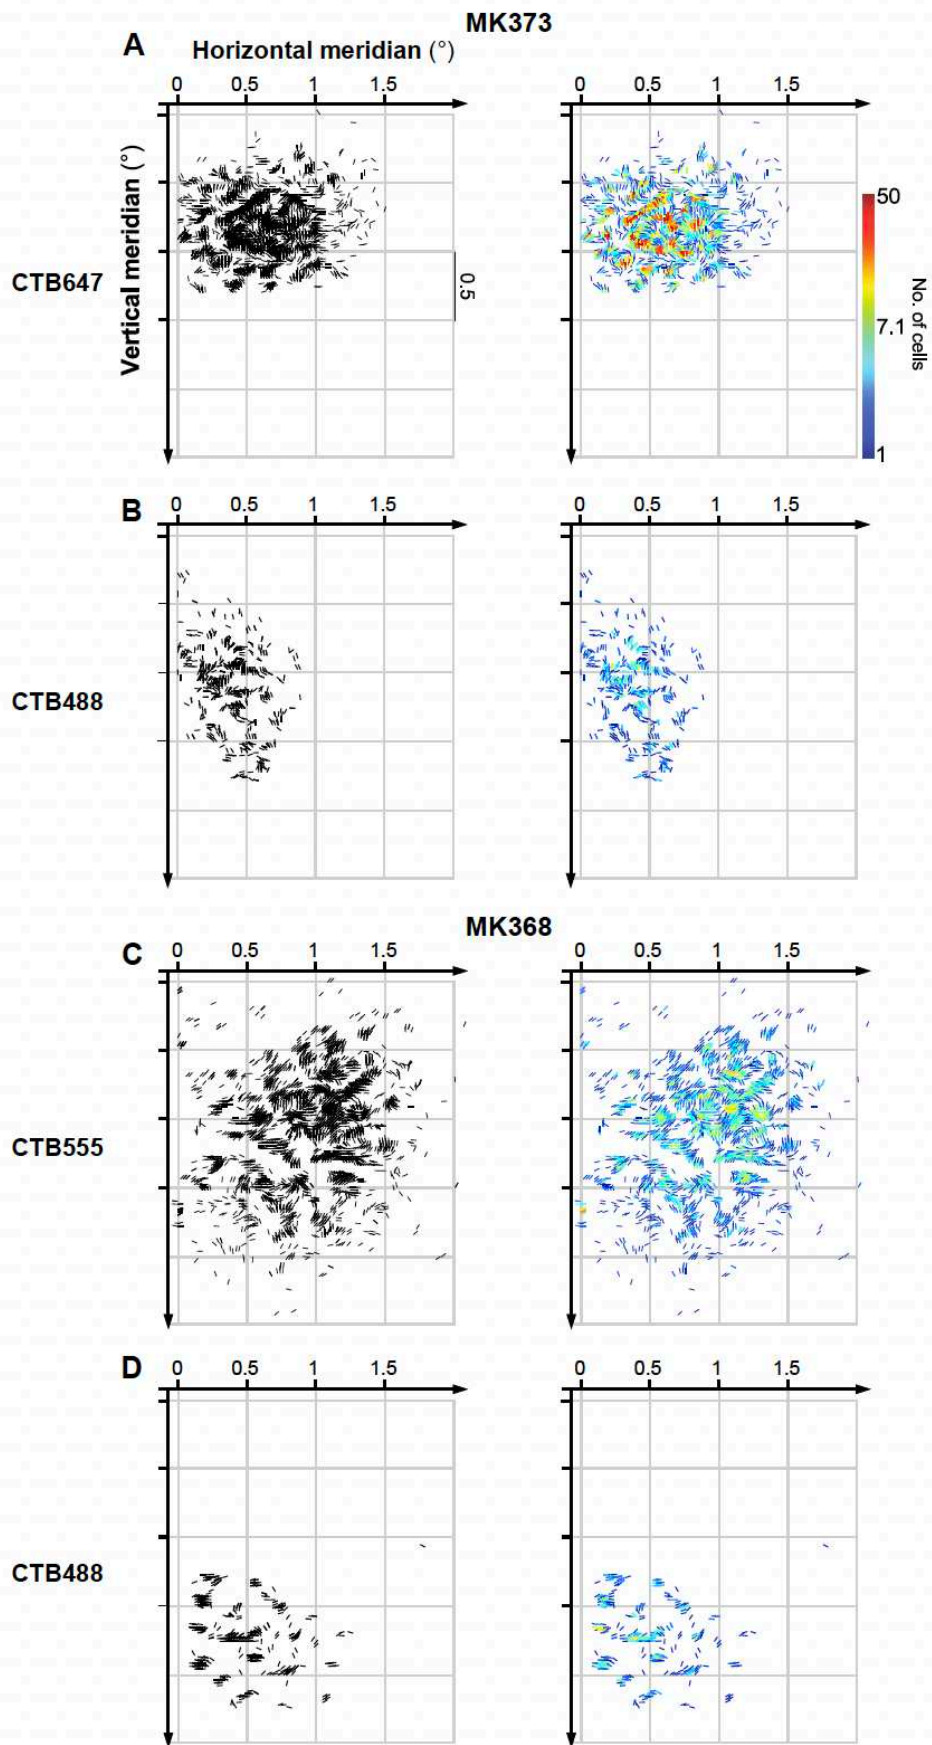 MK373
A
Horizontal meridian (°)
0 0.5 1 1.5
0 0.5 1 1.5
Vertical meridian (°)
CTB647
0.5
50
7.1
1
No. of cells
B
0 0.5 1 1.5
0 0.5 1 1.5
CTB488
MK368
C
0 0.5 1 1.5
0 0.5 1 1.5
CTB555
D
0 0.5 1 1.5
0 0.5 1 1.5
CTB488